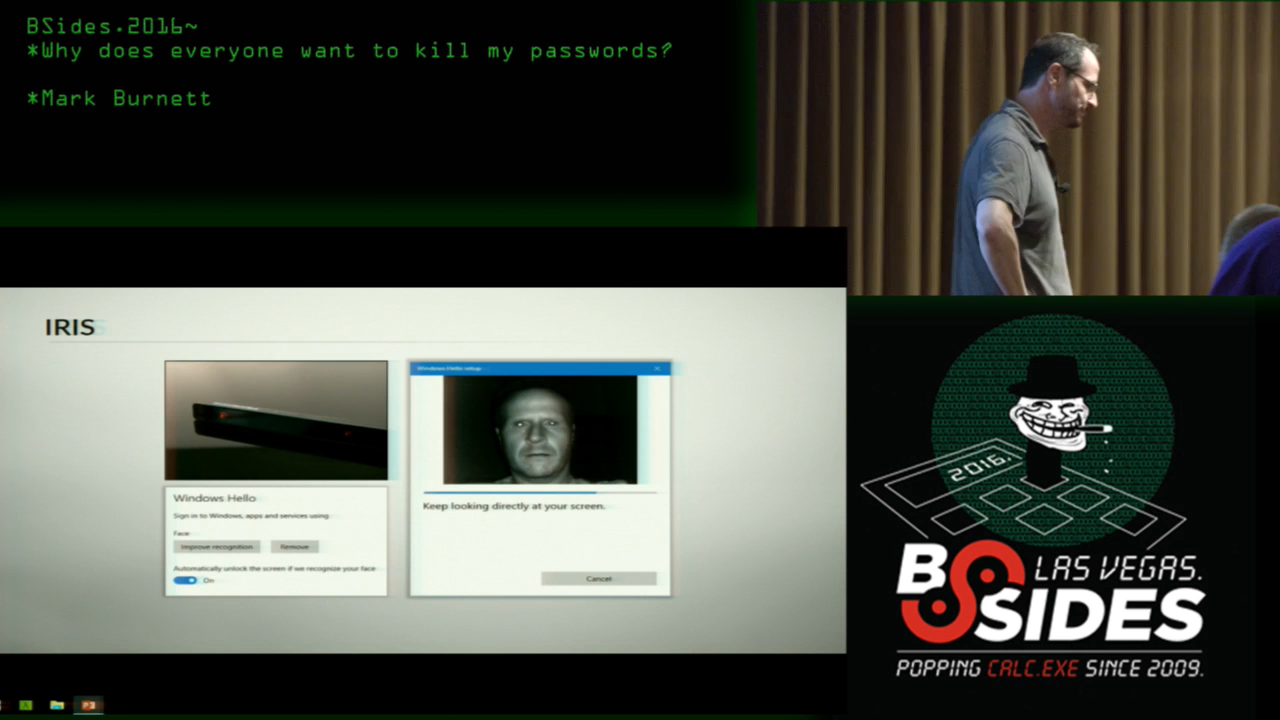 BSides.2016~
*Why does everyone want to kill my passwords?
*Mark Burnett
IRIS
Windows Hello setup
Keep looking directly at your screen.
Cancel
Windows Hello
Sign in to Windows, apps and services using
Face
Improve recognition
Remove
Automatically unlock the screen if we recognize your face
On
2016.
BSIDES
LAS VEGAS.
POPPING CALC.EXE SINCE 2009.